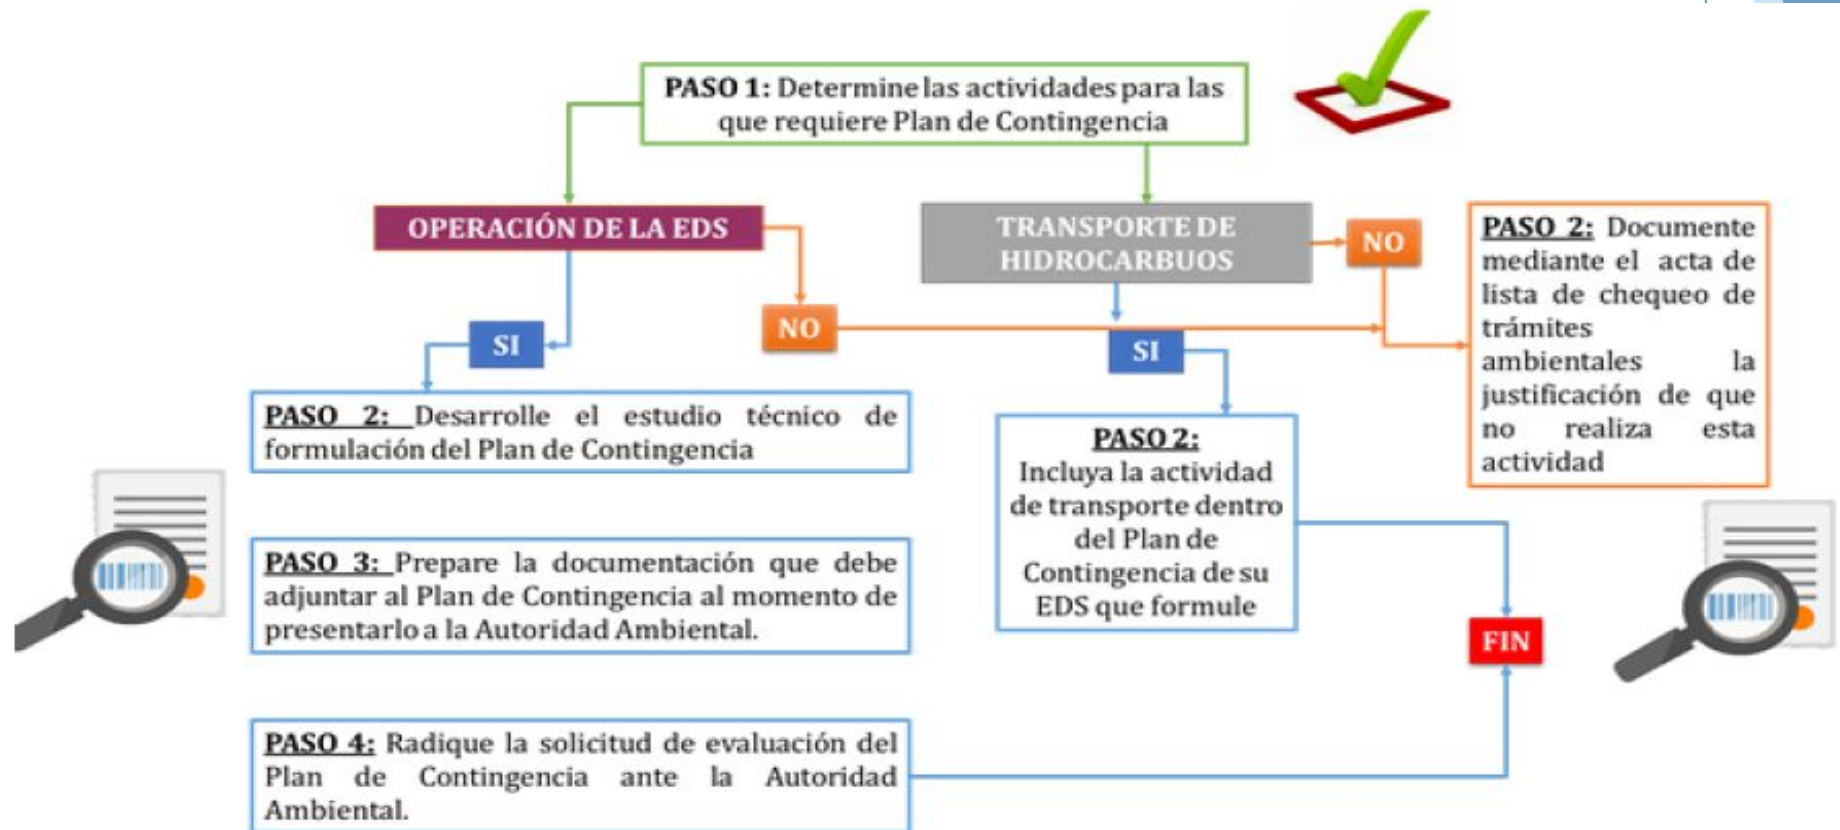 PASO 1: Determine las actividades para las
que requiere Plan de Contingencia
OPERACIÓN DE LA EDS
TRANSPORTE DE
HIDROCARBUOS
NO
SI
NO
SI
PASO 2: Documente
mediante el acta de
lista de chequeo de
trámites
ambientales la
justificación de que
no realiza esta
actividad
PASO 2: Desarrolle el estudio técnico de
formulación del Plan de Contingencia
PASO 2:
Incluya la actividad
de transporte dentro
del Plan de
Contingencia de su
EDS que formule
PASO 3: Prepare la documentación que debe
adjuntar al Plan de Contingencia al momento de
presentarlo a la Autoridad Ambiental.
FIN
PASO 4: Radique la solicitud de evaluación del
Plan de Contingencia ante la Autoridad
Ambiental.